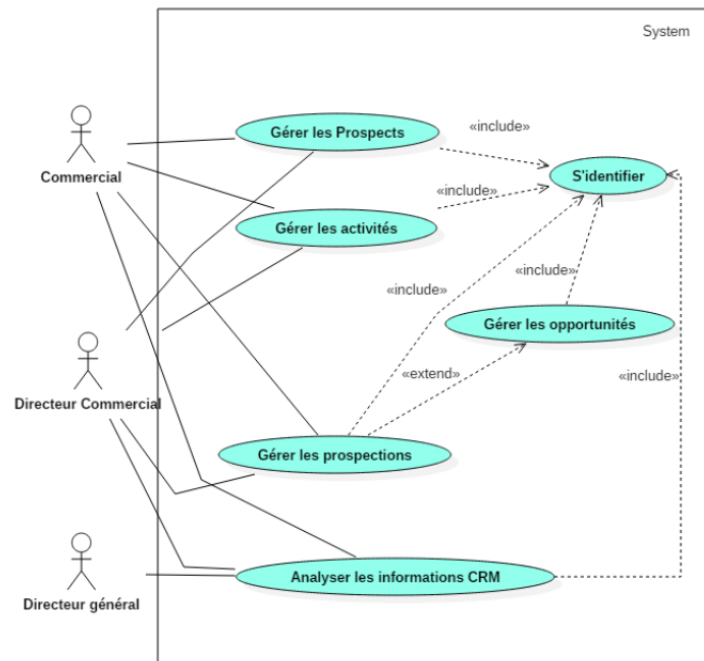 System
Gérer les Prospects
«include»
Commercial
S'identifier
«include»
Gérer les activités
«include»
«include»
Gérer les opportunités
«extend»
«include»
Directeur Commercial
Gérer les prospections
Analyser les informations CRM
Directeur général